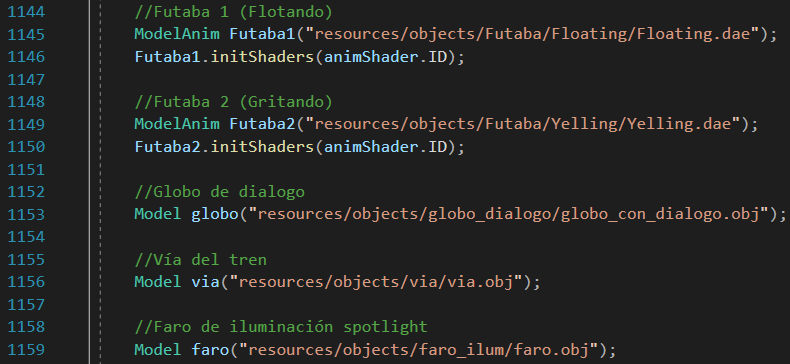 1144 //Futaba 1 (Flotando)
1145 ModelAnim Futaba1("resources/objects/Futaba/Floating/Floating.dae");
1146 Futaba1.initShaders(animShader.ID);
1147
1148 //Futaba 2 (Gritando)
1149 ModelAnim Futaba2("resources/objects/Futaba/Yelling/Yelling.dae");
1150 Futaba2.initShaders(animShader.ID);
1151
1152 //Globo de dialogo
1153 Model globo("resources/objects/globo_dialogo/globo_con_dialogo.obj");
1154
1155 //Vía del tren
1156 Model via("resources/objects/via/via.obj");
1157
1158 //Faro de iluminación spotlight
1159 Model faro("resources/objects/faro_ilum/faro.obj");